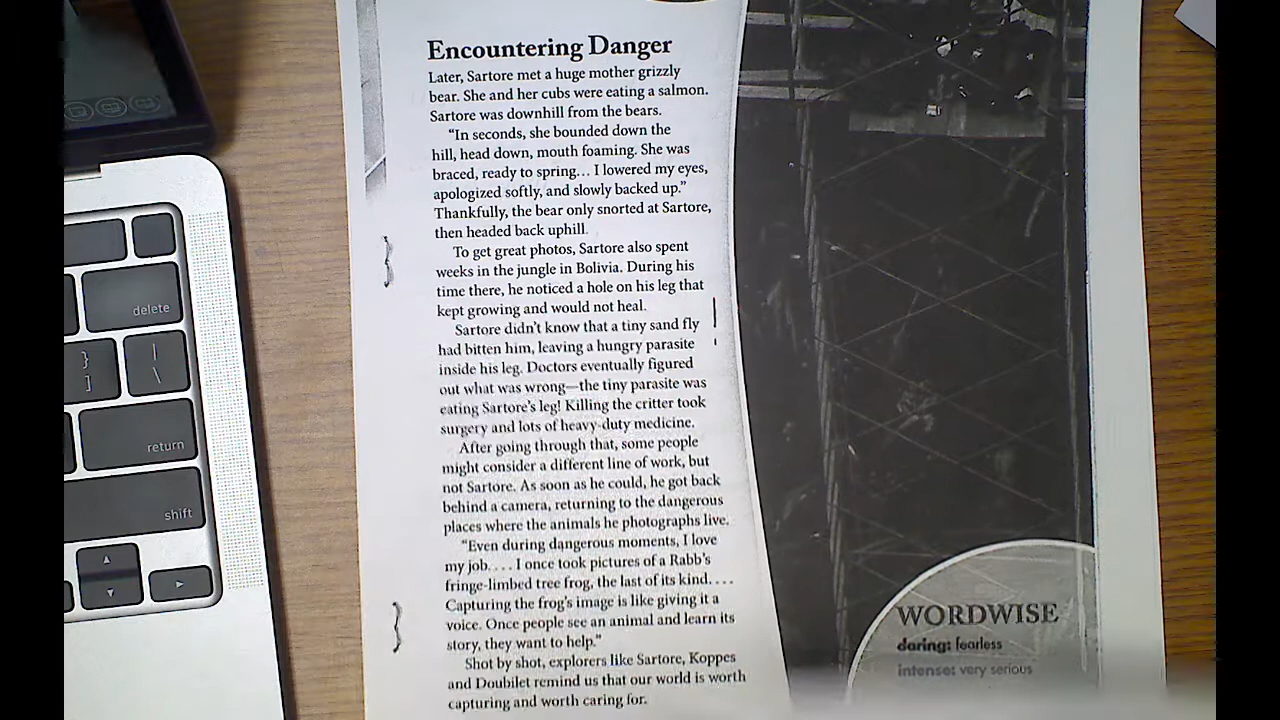 Encountering Danger
Later, Sartore met a huge mother grizzly
bear. She and her cubs were eating a salmon.
Sartore was downhill from the bears.
“In seconds, she bounded down the
hill, head down, mouth foaming. She was
braced, ready to spring… I lowered my eyes,
apologized softly, and slowly backed up.”
Thankfully, the bear only snorted at Sartore,
then headed back uphill.
To get great photos, Sartore also spent
weeks in the jungle in Bolivia. During his
time there, he noticed a hole on his leg that
kept growing and would not heal.
Sartore didn’t know that a tiny sand fly
had bitten him, leaving a hungry parasite
inside his leg. Doctors eventually figured
out what was wrong—the tiny parasite was
eating Sartore’s leg! Killing the critter took
surgery and lots of heavy-duty medicine.
After going through that, some people
might consider a different line of work, but
not Sartore. As soon as he could, he got back
behind a camera, returning to the dangerous
places where the animals he photographs live.
“Even during dangerous moments, I love
my job. . . . I once took pictures of a Rabb’s
fringe-limbed tree frog, the last of its kind. . . .
Capturing the frog’s image is like giving it a
voice. Once people see an animal and learn its
story, they want to help.”
Shot by shot, explorers like Sartore, Koppes
and Doubilet remind us that our world is worth
capturing and worth caring for.
WORDWISE
daring: fearless
intense: very serious
delete
}
]
|
\
return
shift